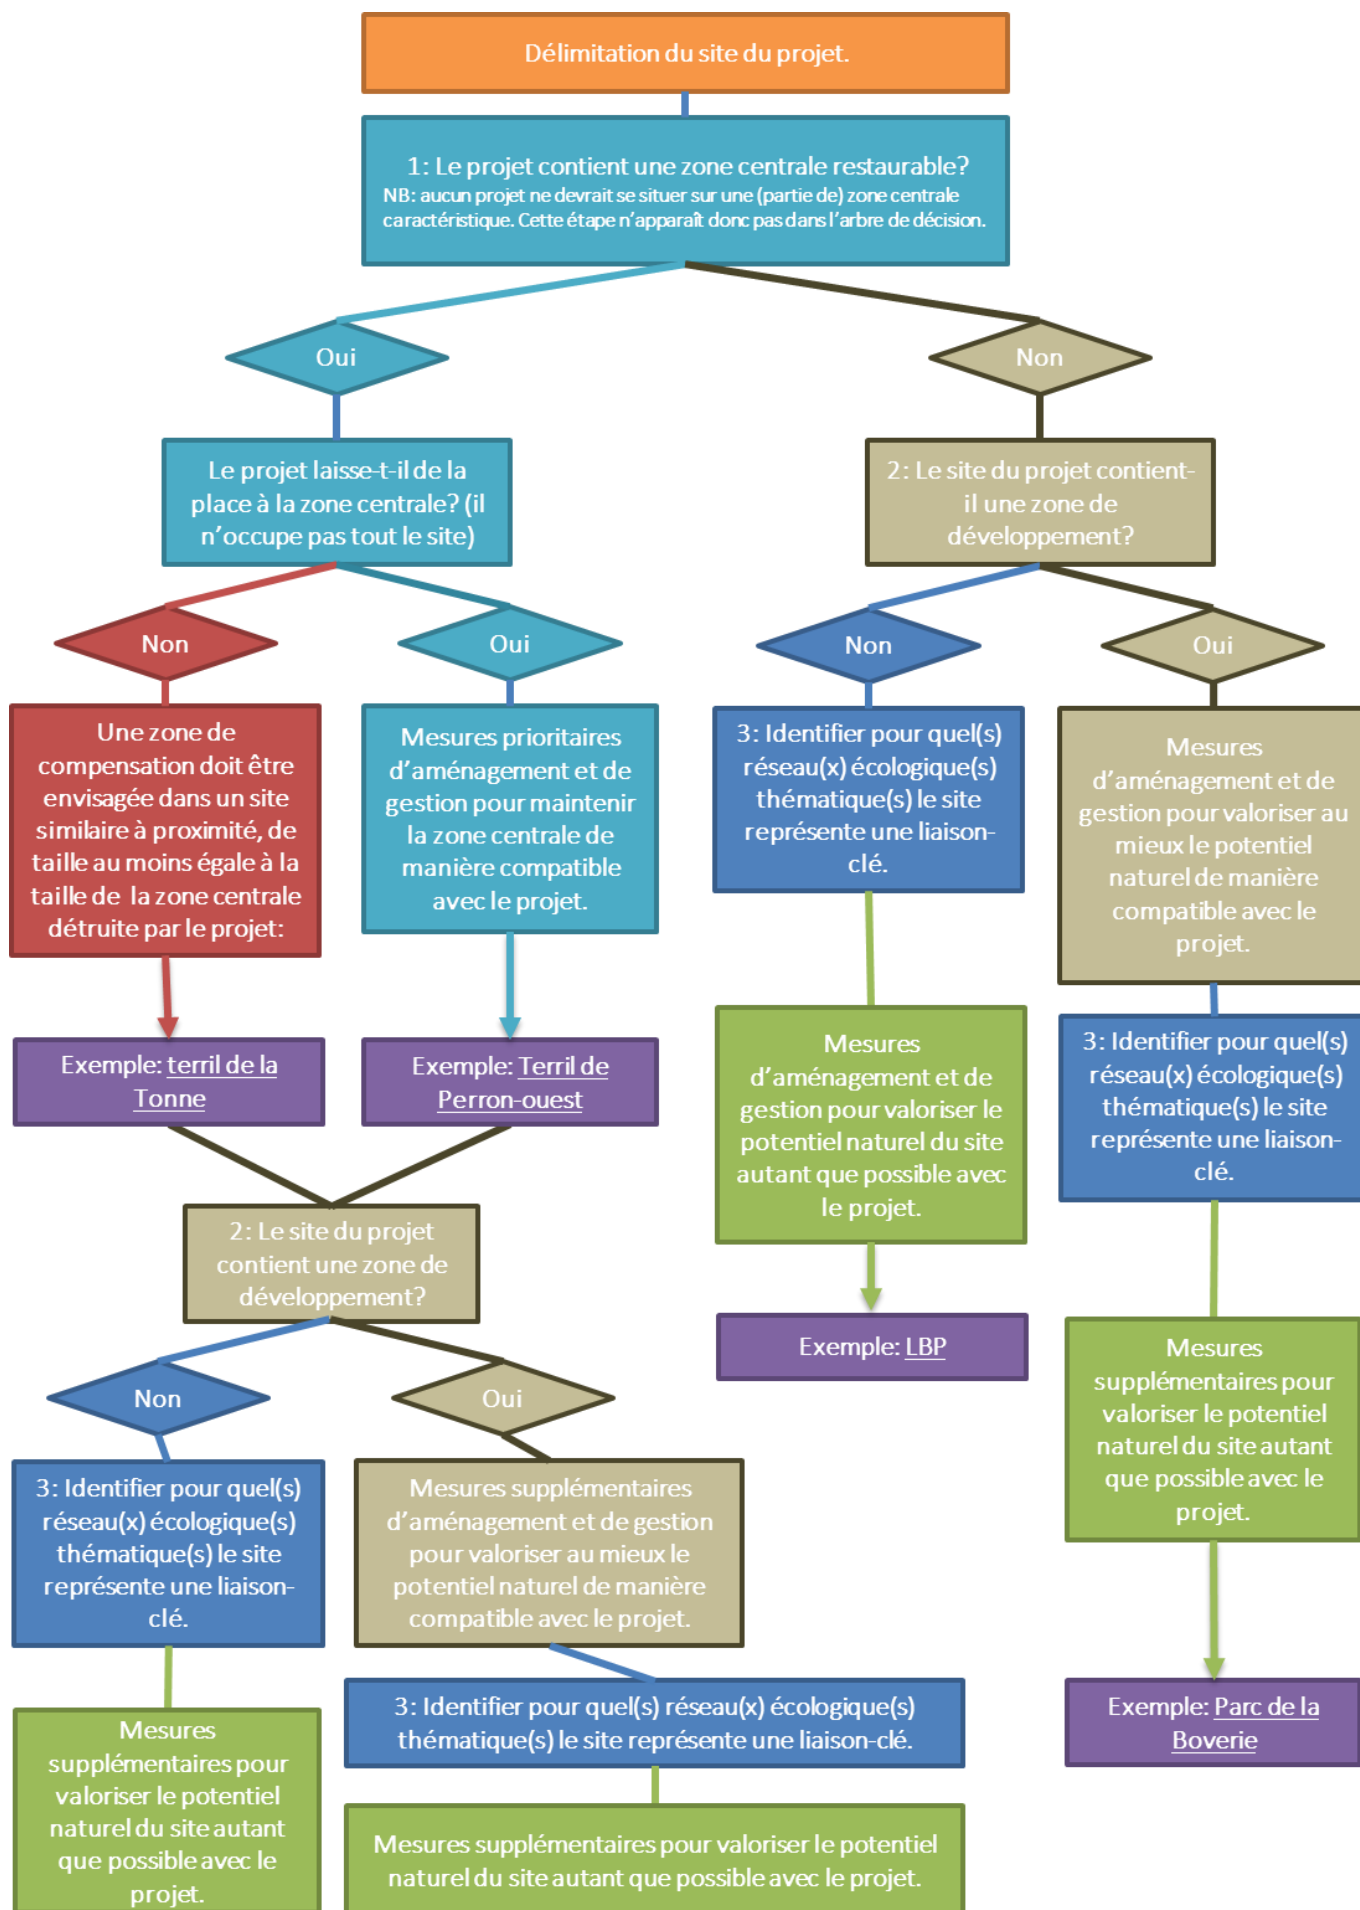 Délimitation du site du projet.
1: Le projet contient une zone centrale restaurable?
NB: aucun projet ne devrait se situer sur une (partie de) zone centrale
caractéristique. Cette étape n'apparaît donc pas dans l'arbre de décision.
Oui
Non
Le projet laisse-t-il de la
place à la zone centrale? (il
n'occupe pas tout le site)
2: Le site du projet contient-
il une zone de
développement?
Non
Oui
Non
Oui
Une zone de
compensation doit être
envisagée dans un site
similaire à proximité, de
taille au moins égale à la
taille de la zone centrale
détruite par le projet:
Mesures prioritaires
d'aménagement et de
gestion pour maintenir
la zone centrale de
manière compatible
avec le projet.
3: Identifier pour quel(s)
réseau(x) écologique(s)
thématique(s) le site
représente une liaison-
clé.
Mesures
d'aménagement et de
gestion pour valoriser au
mieux le potentiel
naturel de manière
compatible avec le
projet.
Exemple: terril de la
Tonne
Exemple: Terril de
Perron-ouest
Mesures
d'aménagement et de
gestion pour valoriser le
potentiel naturel du site
autant que possible avec
le projet.
3: Identifier pour quel(s)
réseau(x) écologique(s)
thématique(s) le site
représente une liaison-
clé.
2: Le site du projet
contient une zone de
développement?
Exemple: LBP
Mesures
supplémentaires pour
valoriser le potentiel
naturel du site autant
que possible avec le
projet.
Non
Oui
3: Identifier pour quel(s)
réseau(x) écologique(s)
thématique(s) le site
représente une liaison-
clé.
Mesures supplémentaires
d'aménagement et de gestion
pour valoriser au mieux le
potentiel naturel de manière
compatible avec le projet.
3: Identifier pour quel(s) réseau(x) écologique(s)
thématique(s) le site représente une liaison-clé.
Exemple: Parc de la
Boverie
Mesures
supplémentaires pour
valoriser le potentiel
naturel du site autant
que possible avec le
projet.
Mesures supplémentaires pour valoriser le potentiel
naturel du site autant que possible avec le projet.